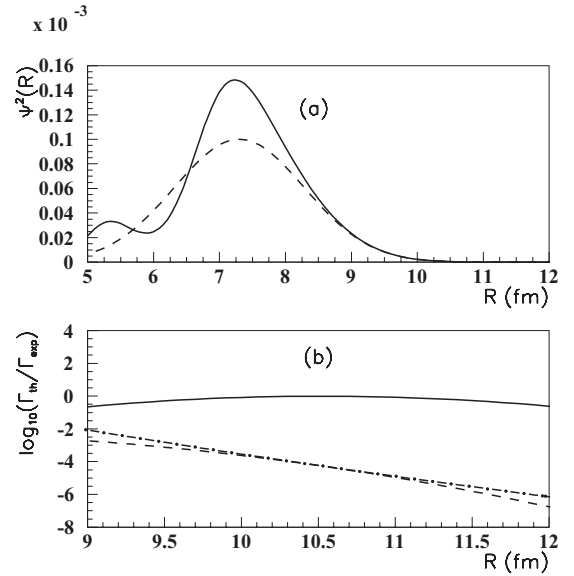 x 10 -3
ψ²(R)
0.16
0.14
0.12
0.1
0.08
0.06
0.04
0.02
0
(a)
5 6 7 8 9 10 11 12
R (fm)
log₁₀(Γth/Γexp)
4
2
0
-2
-4
-6
-8
(b)
9 9.5 10 10.5 11 11.5 12
R (fm)